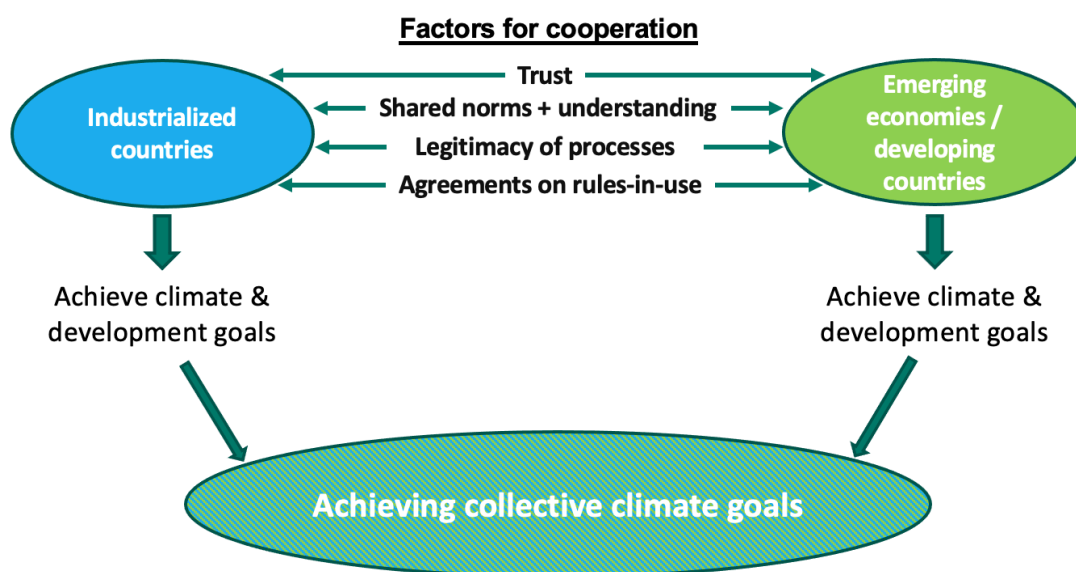 Factors for cooperation
Trust
Shared norms + understanding
Legitimacy of processes
Agreements on rules-in-use
Industrialized
countries
Emerging
economies /
developing
countries
Achieve climate &
development goals
Achieve climate &
development goals
Achieving collective climate goals